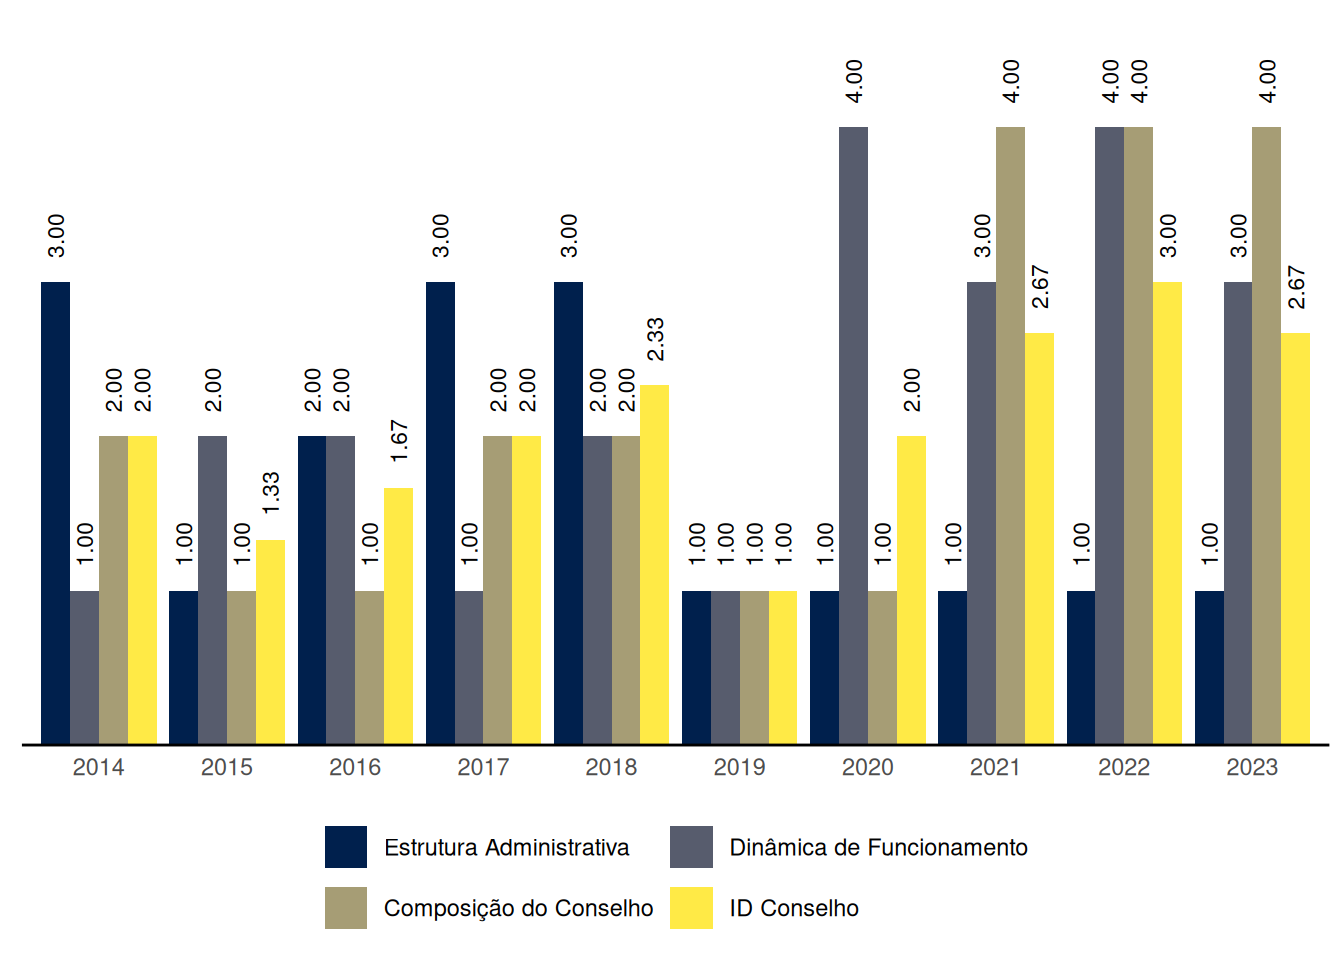 4.00 4.00 4.00 4.00 4.00
3.00 3.00 3.00 3.00 3.00 3.00
2.67 2.67
2.33
2.00 2.00 2.00 2.00 2.00 2.00 2.00 2.00 2.00 2.00
1.67
1.33
1.00 1.00 1.00 1.00 1.00 1.00 1.00 1.00 1.00 1.00 1.00 1.00 1.00 1.00
2014 2015 2016 2017 2018 2019 2020 2021 2022 2023
Estrutura Administrativa Dinâmica de Funcionamento
Composição do Conselho ID Conselho